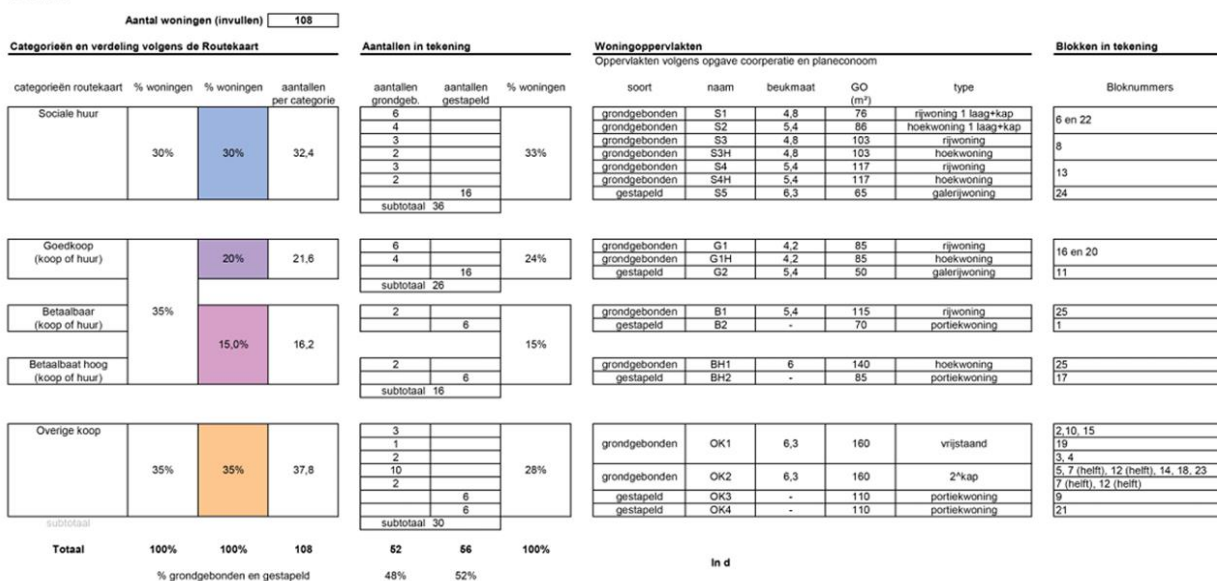 Aantal woningen (invullen) 108
Categorieën en verdeling volgens de Routekaart Aantallen in tekening Woningoppervlakten Blokken in tekening
Oppervlakten volgens opgave coorperatie en planeconoom
categorieën routekaart % woningen % woningen aantallen per categorie aantallen grondgeb. aantallen gestapeld % woningen soort naam beukmaat GO (m²) type Bloknummers
Sociale huur 30% 30% 32,4 33%
6 grondgebonden S1 4,8 76 rijwoning 1 laag+kap 6 en 22
4 grondgebonden S2 5,4 86 hoekwoning 1 laag+kap
3 grondgebonden S3 4,8 103 rijwoning 8
2 grondgebonden S3H 4,8 103 hoekwoning
3 grondgebonden S4 5,4 117 rijwoning 13
2 grondgebonden S4H 5,4 117 hoekwoning
16 gestapeld S5 6,3 65 galerijwoning 24
subtotaal 36
Goedkoop 6 grondgebonden G1 4,2 85 rijwoning 16 en 20
(koop of huur) 20% 21,6 4 24% grondgebonden G1H 4,2 85 hoekwoning
16 gestapeld G2 5,4 50 galerijwoning 11
subtotaal 26
35%
Betaalbaar 2 grondgebonden B1 5,4 115 rijwoning 25
(koop of huur) 6 gestapeld B2 - 70 portiekwoning 1
15,0% 16,2 15%
Betaalbaat hoog 2 grondgebonden BH1 6 140 hoekwoning 25
(koop of huur) 6 gestapeld BH2 - 85 portiekwoning 17
subtotaal 16
Overige koop 3 2,10, 15
1 grondgebonden OK1 6,3 160 vrijstaand 19
2 3, 4
35% 35% 37,8 10 28% grondgebonden OK2 6,3 160 2^kap 5, 7 (helft), 12 (helft), 14, 18, 23
2 7 (helft), 12 (helft)
6 gestapeld OK3 - 110 portiekwoning 9
6 gestapeld OK4 - 110 portiekwoning 21
subtotaal subtotaal 30
Totaal 100% 100% 108 52 56 100%
In d
% grondgebonden en gestapeld 48% 52%